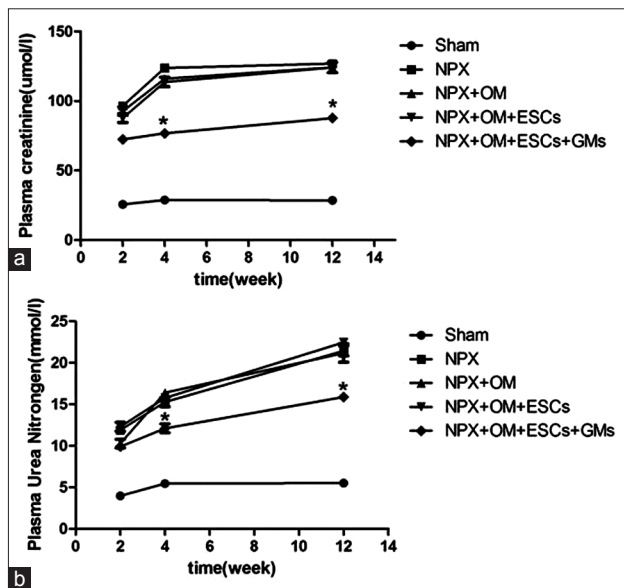 150
100
50
0
Plasma creatinine(umol/l)
0 2 4 6 8 10 12 14
time(week)
* *
Sham
NPX
NPX+OM
NPX+OM+ESCs
NPX+OM+ESCs+GMs
a
25
20
15
10
5
0
Plasma Urea Nitrongen(mmol/l)
0 2 4 6 8 10 12 14
time(week)
* *
Sham
NPX
NPX+OM
NPX+OM+ESCs
NPX+OM+ESCs+GMs
b